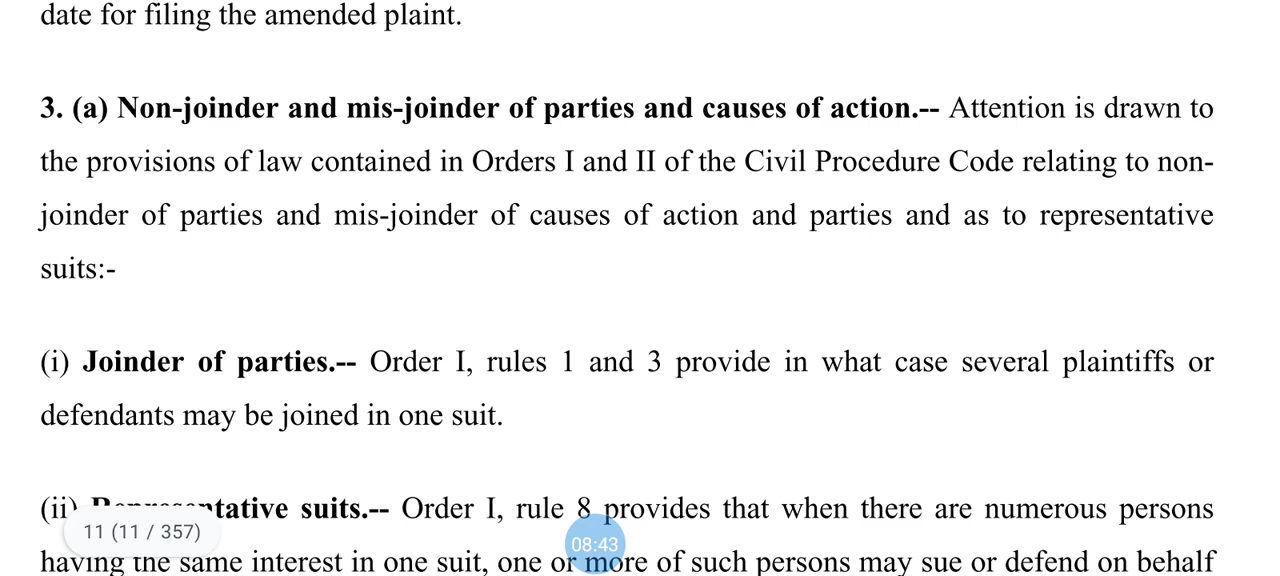 date for filing the amended plaint.
3. (a) Non-joinder and mis-joinder of parties and causes of action.-- Attention is drawn to
the provisions of law contained in Orders I and II of the Civil Procedure Code relating to non-
joinder of parties and mis-joinder of causes of action and parties and as to representative
suits:-
(i) Joinder of parties.-- Order I, rules 1 and 3 provide in what case several plaintiffs or
defendants may be joined in one suit.
(ii) Representative suits.-- Order I, rule 8 provides that when there are numerous persons
11 (11 / 357)
08:43
having the same interest in one suit, one or more of such persons may sue or defend on behalf